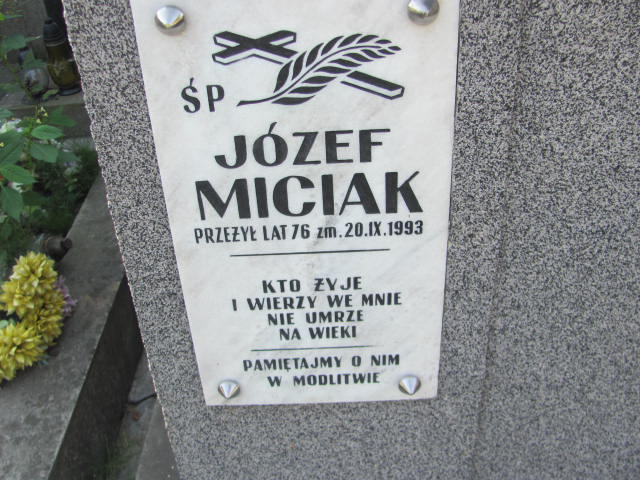 ŚP
JÓZEF
MICIAK
PRZEŻYŁ LAT 76 zm. 20.IX.1993
KTO ŻYJE
I WIERZY WE MNIE
NIE UMRZE
NA WIEKI
PAMIĘTAJMY O NIM
W MODLITWIE